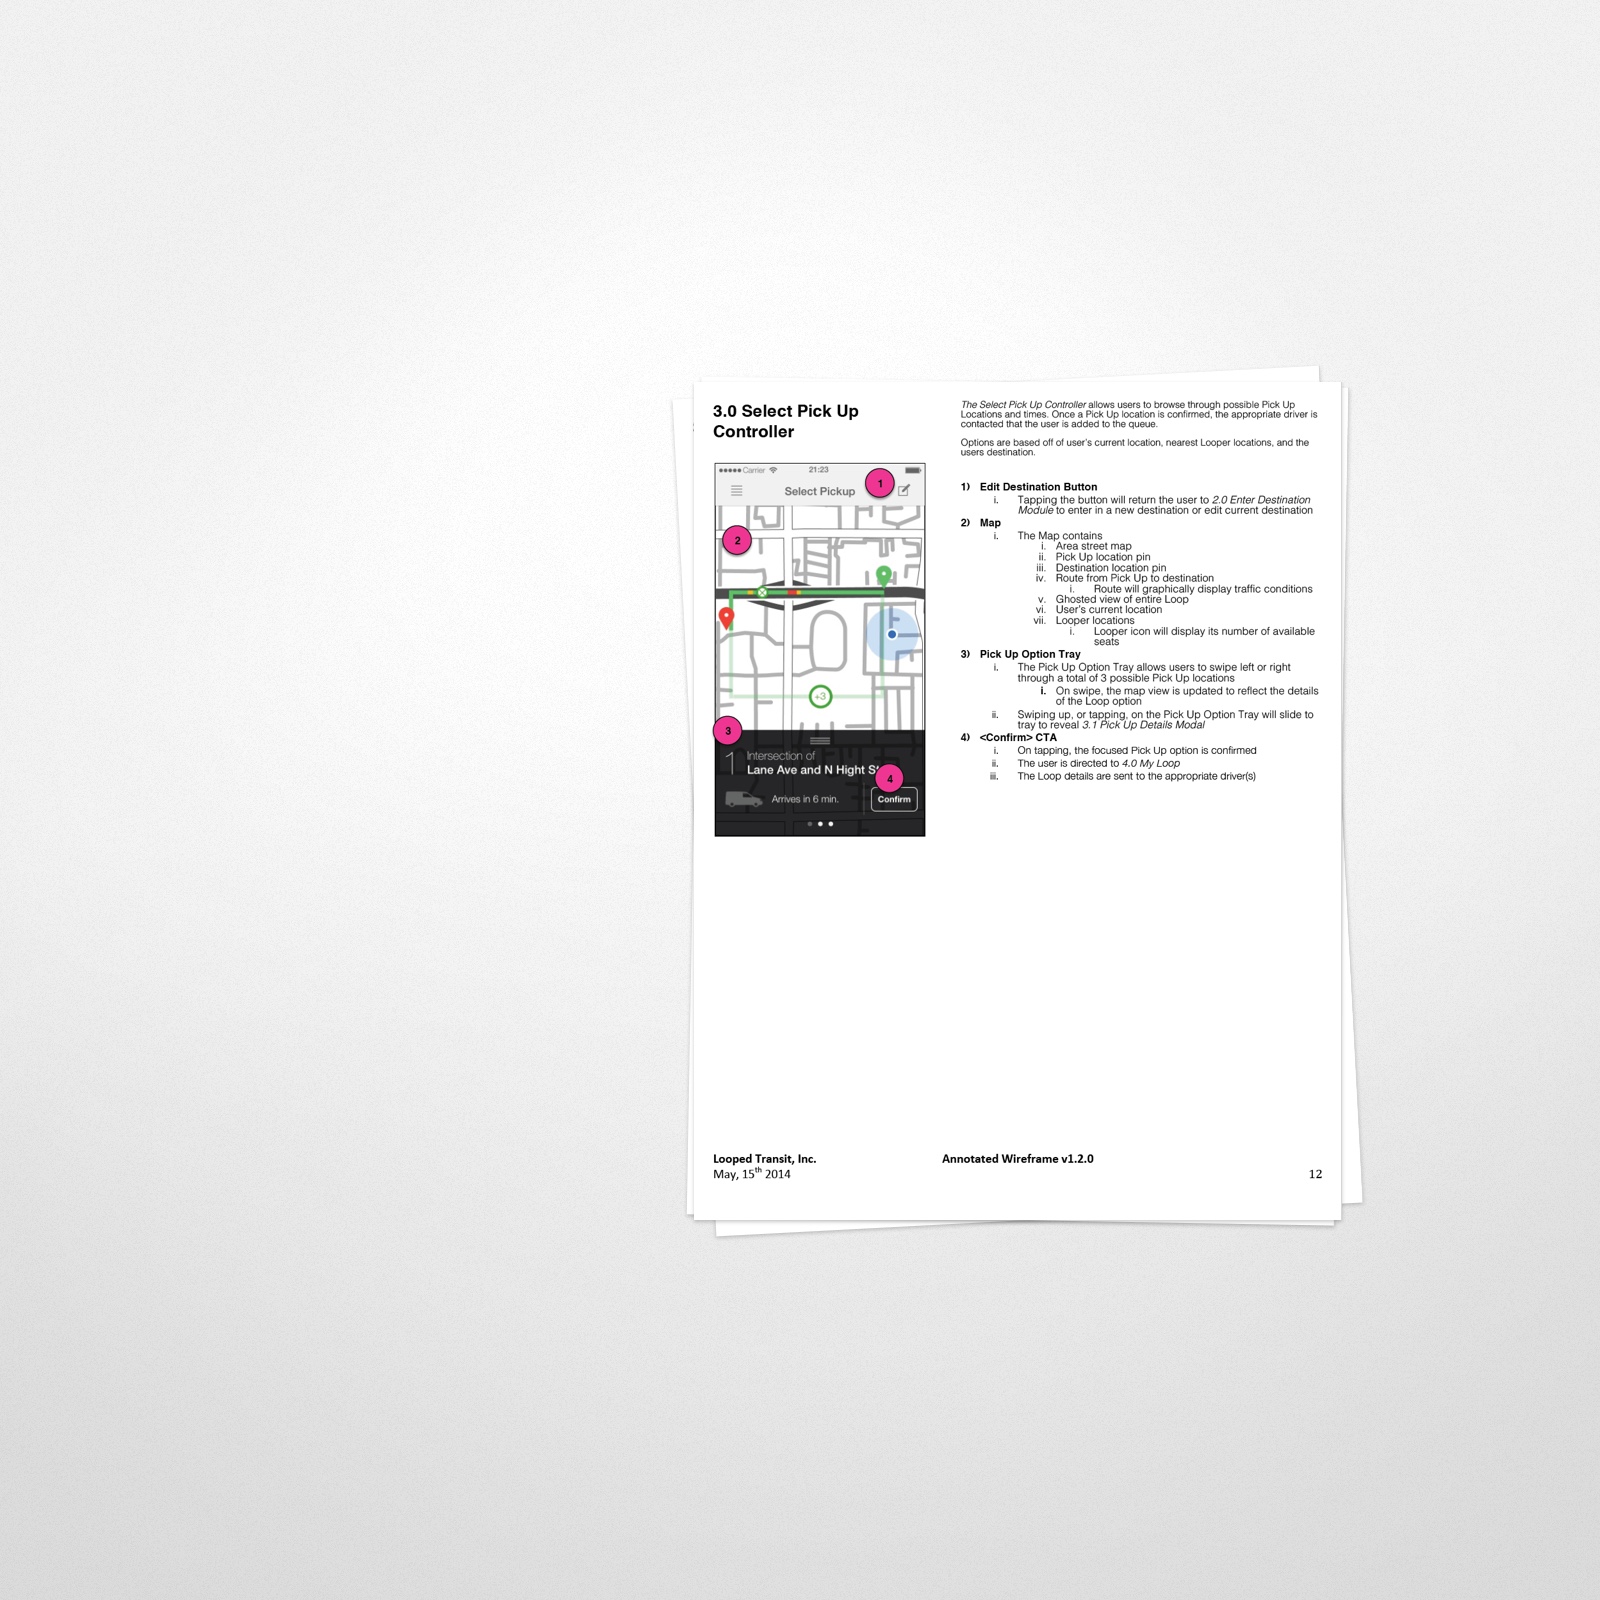 3.0 Select Pick Up
Controller
●●●●● Carrier
21:23
Select Pickup
1
2
+3
3
1
Intersection of
Lane Ave and N Hight
4
Arrives in 6 min.
Confirm
The Select Pick Up Controller allows users to browse through possible Pick Up
Locations and times. Once a Pick Up location is confirmed, the appropriate driver is
contacted that the user is added to the queue.
Options are based off of user's current location, nearest Looper locations, and the
users destination.
1) Edit Destination Button
i. Tapping the button will return the user to 2.0 Enter Destination
Module to enter in a new destination or edit current destination
2) Map
i. The Map contains
i. Area street map
ii. Pick Up location pin
iii. Destination location pin
iv. Route from Pick Up to destination
i. Route will graphically display traffic conditions
v. Ghosted view of entire Loop
vi. User's current location
vii. Looper locations
i. Looper icon will display its number of available
seats
3) Pick Up Option Tray
i. The Pick Up Option Tray allows users to swipe left or right
through a total of 3 possible Pick Up locations
i. On swipe, the map view is updated to reflect the details
of the Loop option
ii. Swiping up, or tapping, on the Pick Up Option Tray will slide to
tray to reveal 3.1 Pick Up Details Modal
4) <Confirm> CTA
i. On tapping, the focused Pick Up option is confirmed
ii. The user is directed to 4.0 My Loop
iii. The Loop details are sent to the appropriate driver(s)
Looped Transit, Inc.
Annotated Wireframe v1.2.0
May, 15th 2014
12